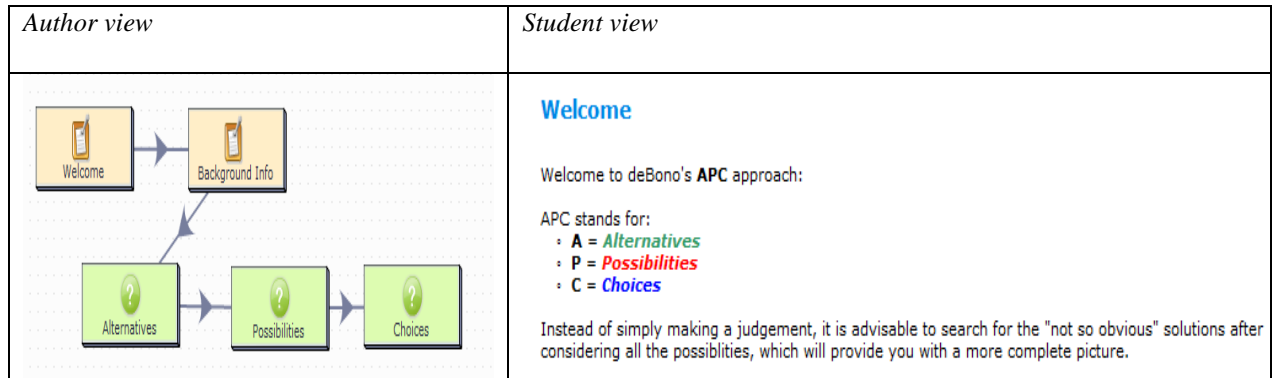 Author view
Student view
Welcome
Background Info
Alternatives
Possibilities
Choices
Welcome
Welcome to deBono's APC approach:
APC stands for:
◦ A = Alternatives
◦ P = Possibilities
◦ C = Choices
Instead of simply making a judgement, it is advisable to search for the "not so obvious" solutions after
considering all the possiblities, which will provide you with a more complete picture.